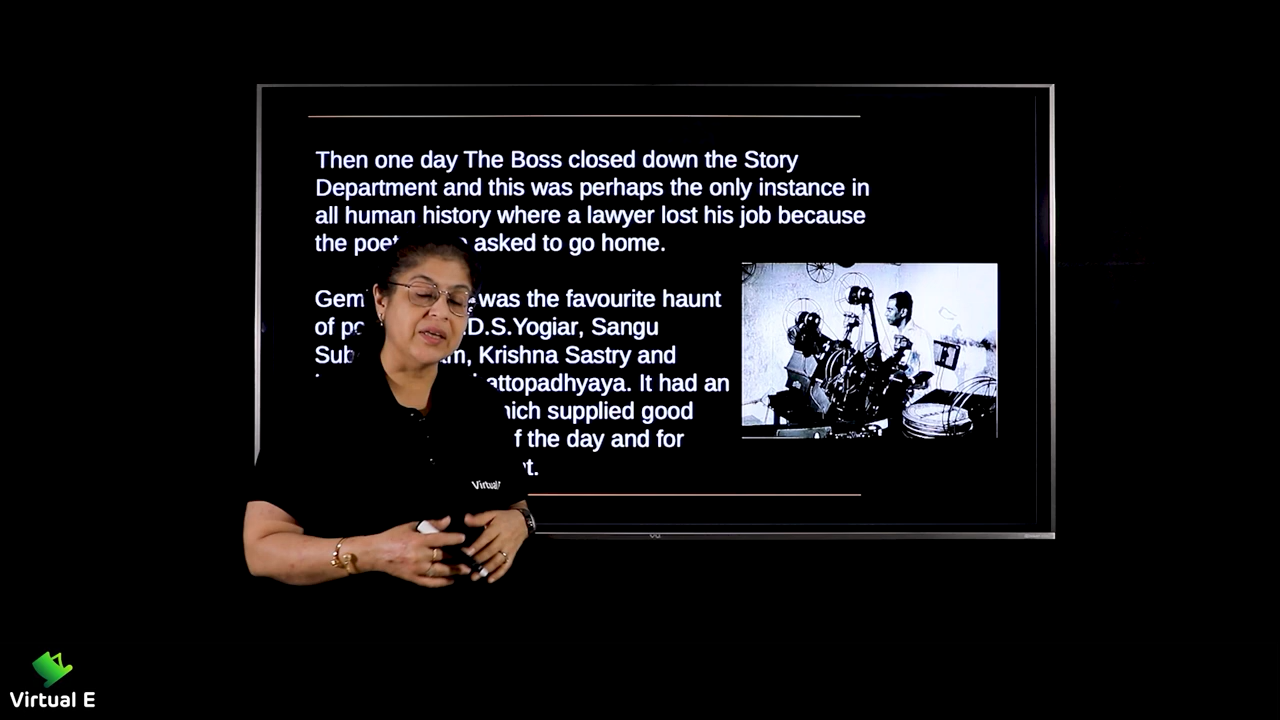 Then one day The Boss closed down the Story
Department and this was perhaps the only instance in
all human history where a lawyer lost his job because
the poet asked to go home.
Gem was the favourite haunt
of D.S.Yogiar, Sangu
Sub Krishna Sastry and
attopadhyaya. It had an
hich supplied good
f the day and for
t.
Virtual
Virtual E